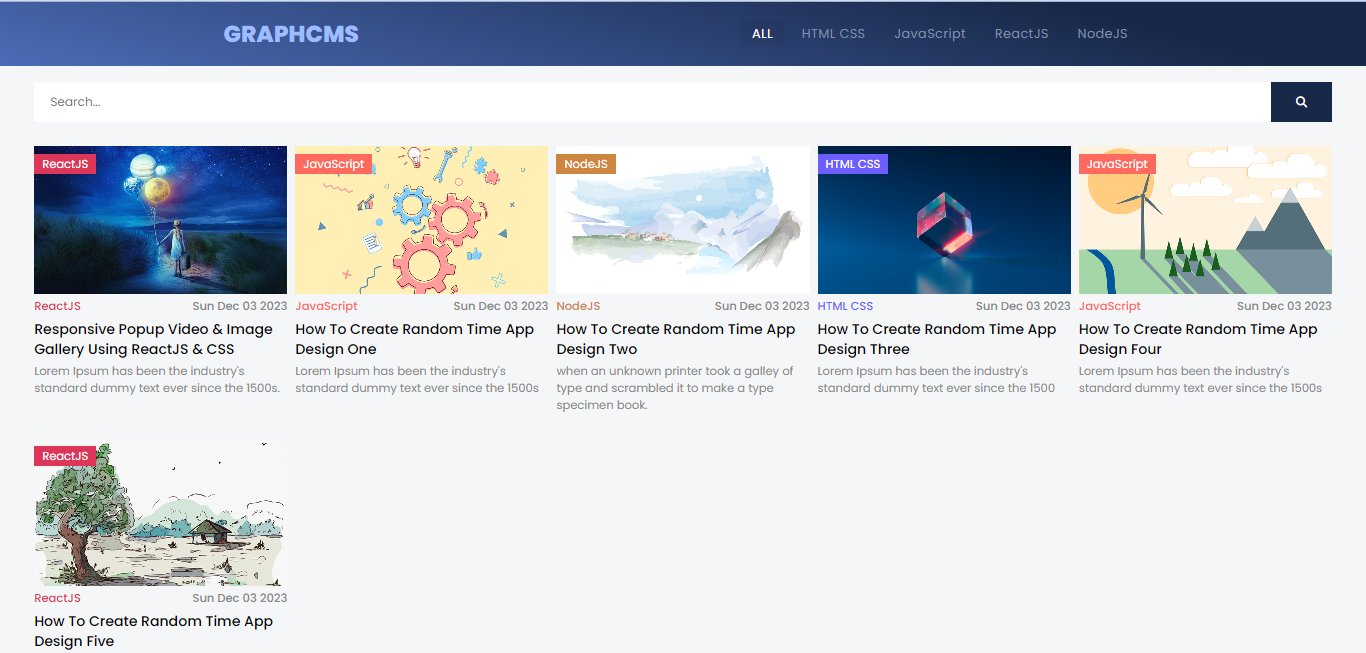 GRAPHCMS
ALL HTML CSS JavaScript ReactJS NodeJS
Search...
ReactJS
ReactJS Sun Dec 03 2023
Responsive Popup Video & Image
Gallery Using ReactJS & CSS
Lorem Ipsum has been the industry's
standard dummy text ever since the 1500s.
JavaScript
JavaScript Sun Dec 03 2023
How To Create Random Time App
Design One
Lorem Ipsum has been the industry's
standard dummy text ever since the 1500s
NodeJS
NodeJS Sun Dec 03 2023
How To Create Random Time App
Design Two
when an unknown printer took a galley of
type and scrambled it to make a type
specimen book.
HTML CSS
HTML CSS Sun Dec 03 2023
How To Create Random Time App
Design Three
Lorem Ipsum has been the industry's
standard dummy text ever since the 1500
JavaScript
JavaScript Sun Dec 03 2023
How To Create Random Time App
Design Four
Lorem Ipsum has been the industry's
standard dummy text ever since the 1500s
ReactJS
ReactJS Sun Dec 03 2023
How To Create Random Time App
Design Five